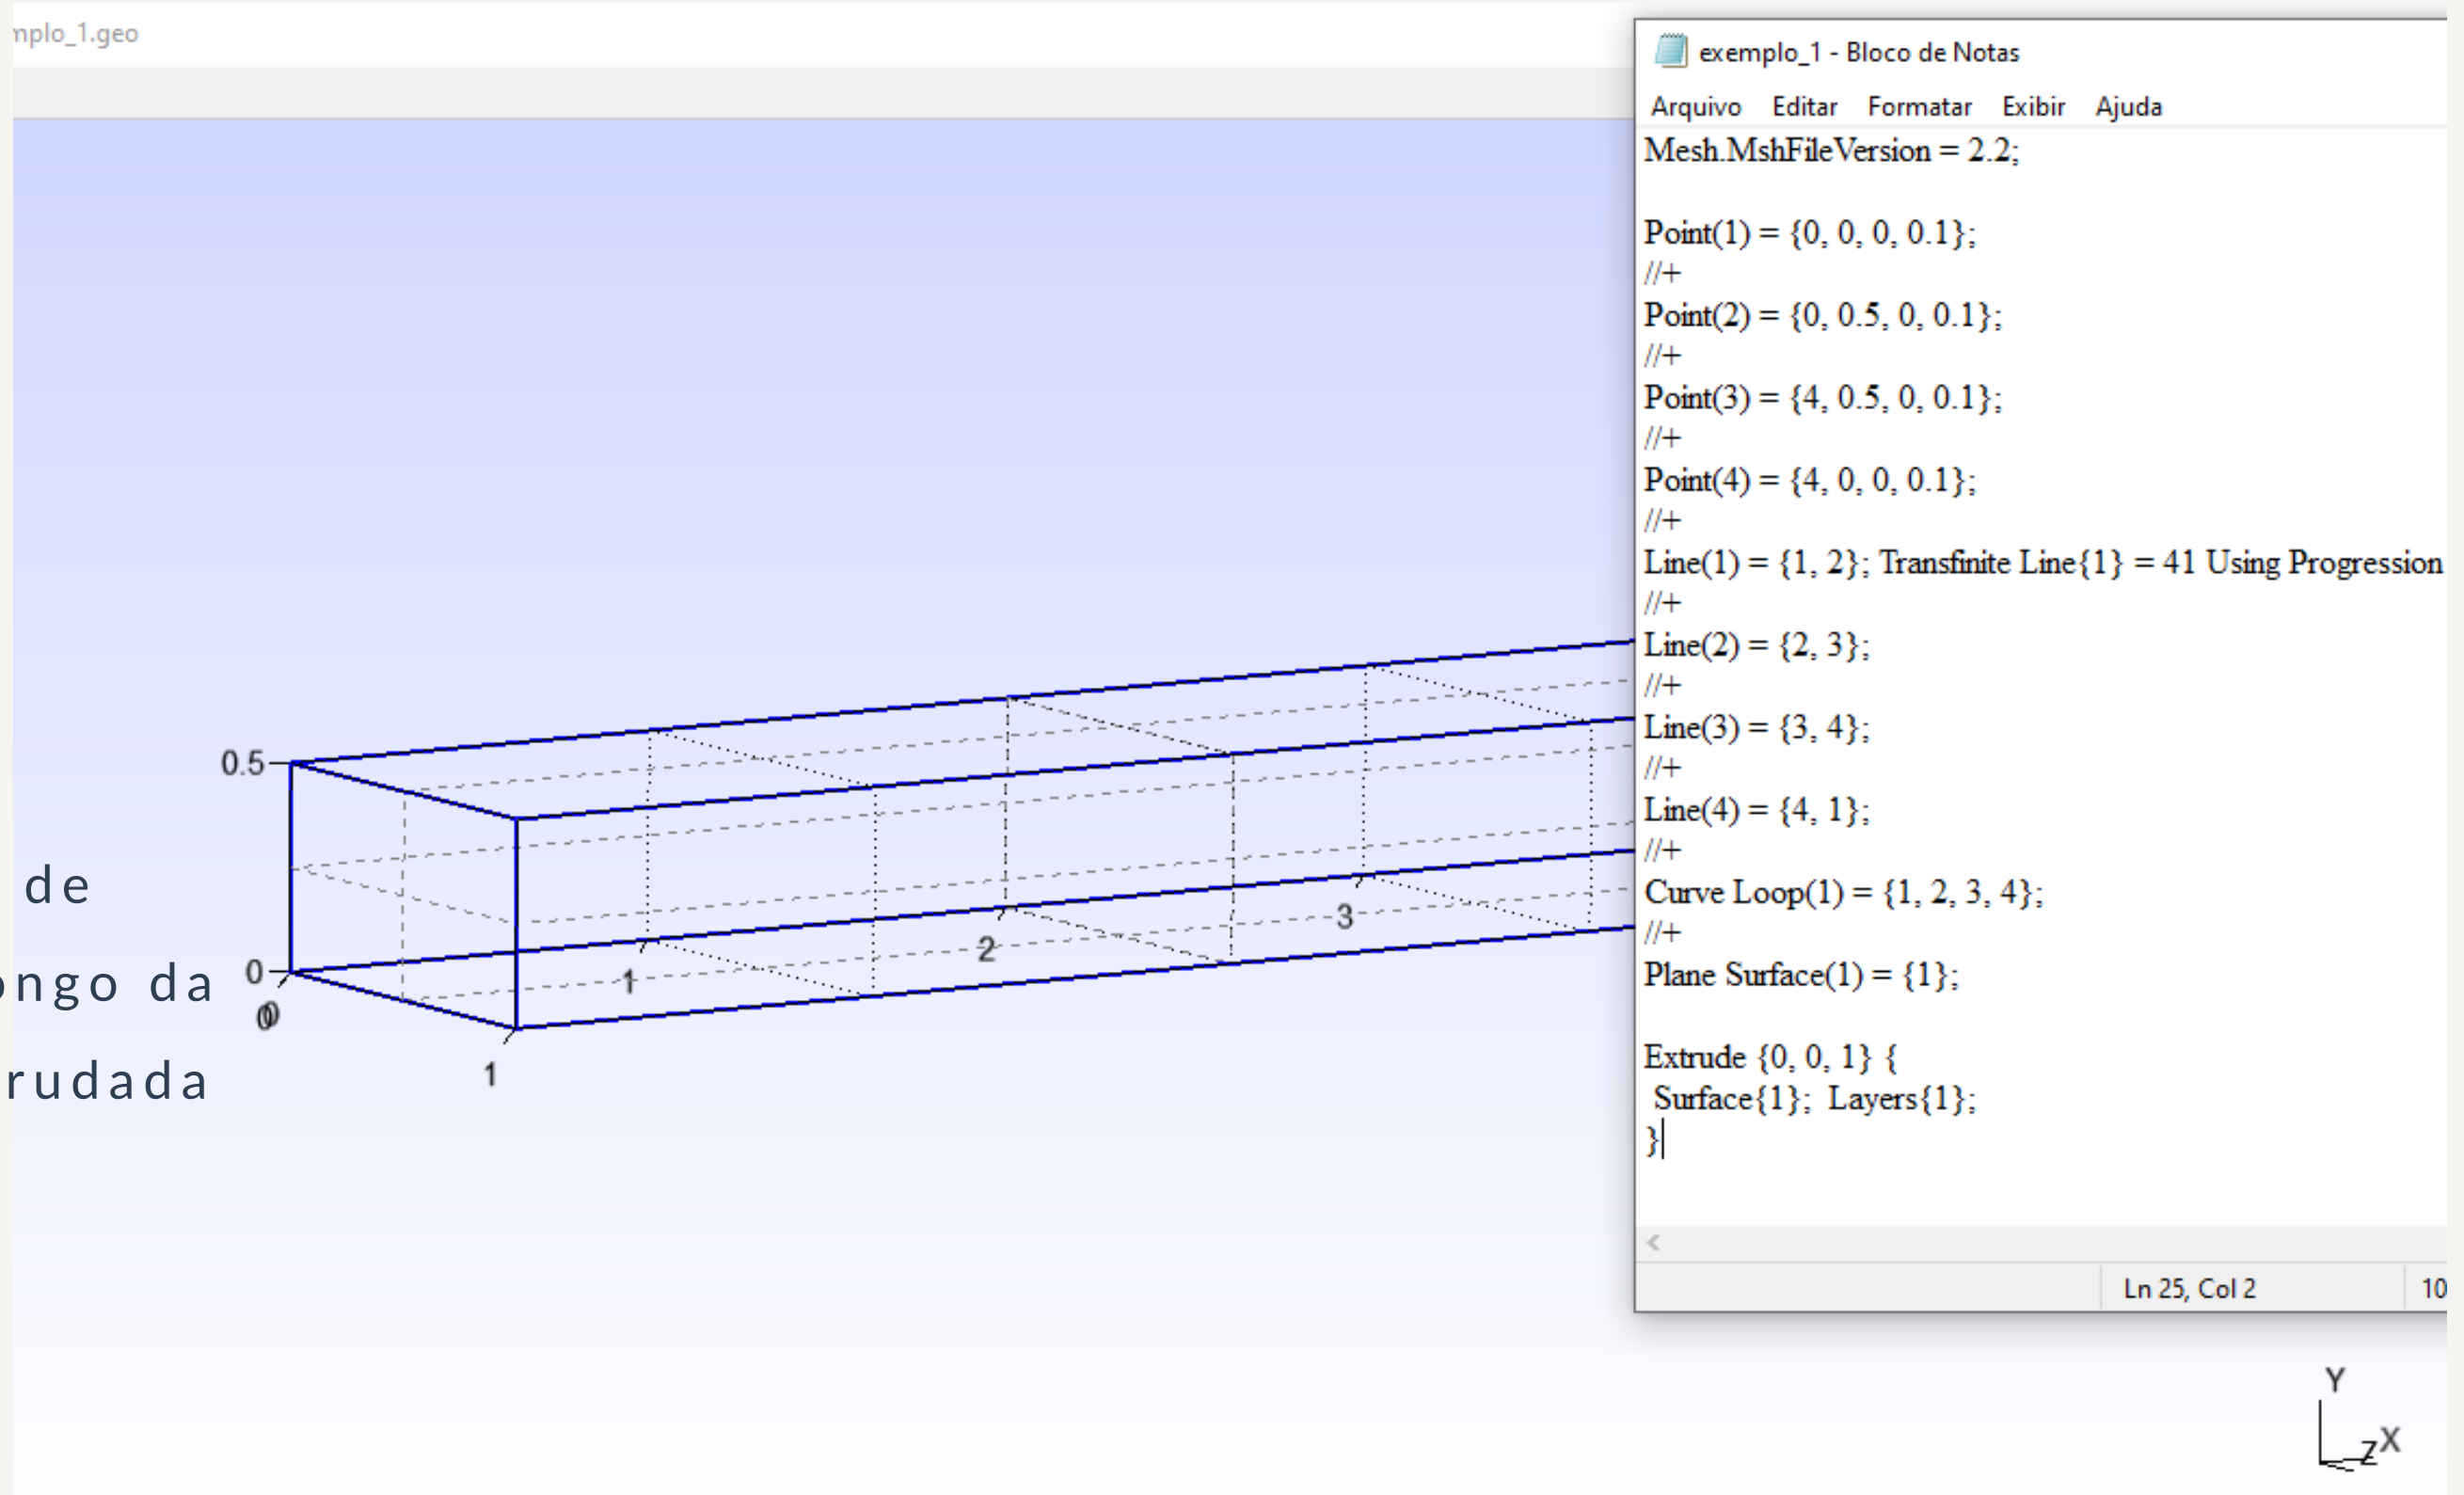 mplo_1.geo
exemplo_1 - Bloco de Notas
Arquivo Editar Formatar Exibir Ajuda
Mesh.MshFileVersion = 2.2;
Point(1) = {0, 0, 0, 0.1};
//+
Point(2) = {0, 0.5, 0, 0.1};
//+
Point(3) = {4, 0.5, 0, 0.1};
//+
Point(4) = {4, 0, 0, 0.1};
//+
Line(1) = {1, 2}; Transfinite Line{1} = 41 Using Progression
//+
Line(2) = {2, 3};
//+
Line(3) = {3, 4};
//+
Line(4) = {4, 1};
//+
Curve Loop(1) = {1, 2, 3, 4};
//+
Plane Surface(1) = {1};
Extrude {0, 0, 1} {
Surface{1}; Layers{1};
}
Ln 25, Col 2
10
0.5
0
0
0
1
1
2
3
de
ongo da
rudada
Y
Z X